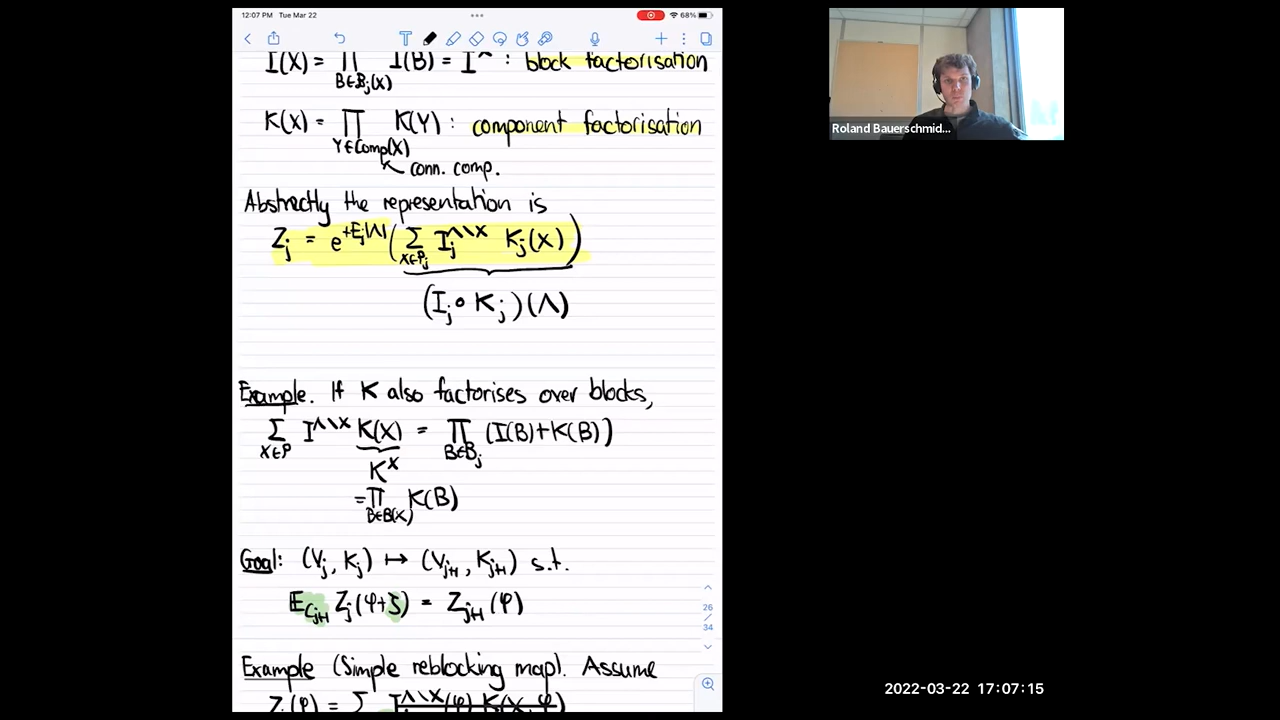 12:07 PM Tue Mar 22
68%
I(X) = ∏_{B∈B_j(X)} I(B) = I^X : block factorisation
K(X) = ∏_{Y∈Comp(X)} K(Y) : component factorisation
conn. comp.
Abstractly the representation is
Z_j = e^{+E_j|Λ|} ( ∑_{X∈P_j} I_j^{Λ\X} K_j(X) )
(I_j ∘ K_j)(Λ)
Example. If K also factorises over blocks,
∑_{X∈P} I^{Λ\X} K(X) = ∏_{B∈B_j} (I(B)+K(B))
K^X
= ∏_{B∈B(X)} K(B)
Goal: (V_j, K_j) ↦ (V_{j+1}, K_{j+1}) s.t.
E_{C_{j+1}} Z_j(φ+ζ) = Z_{j+1}(φ)
Example (Simple reblocking map). Assume
Z_j(φ) = ∑ I_j^{Λ\X}(φ) K(X, φ)
26
/
34
Roland Bauerschmid...
2022-03-22 17:07:15